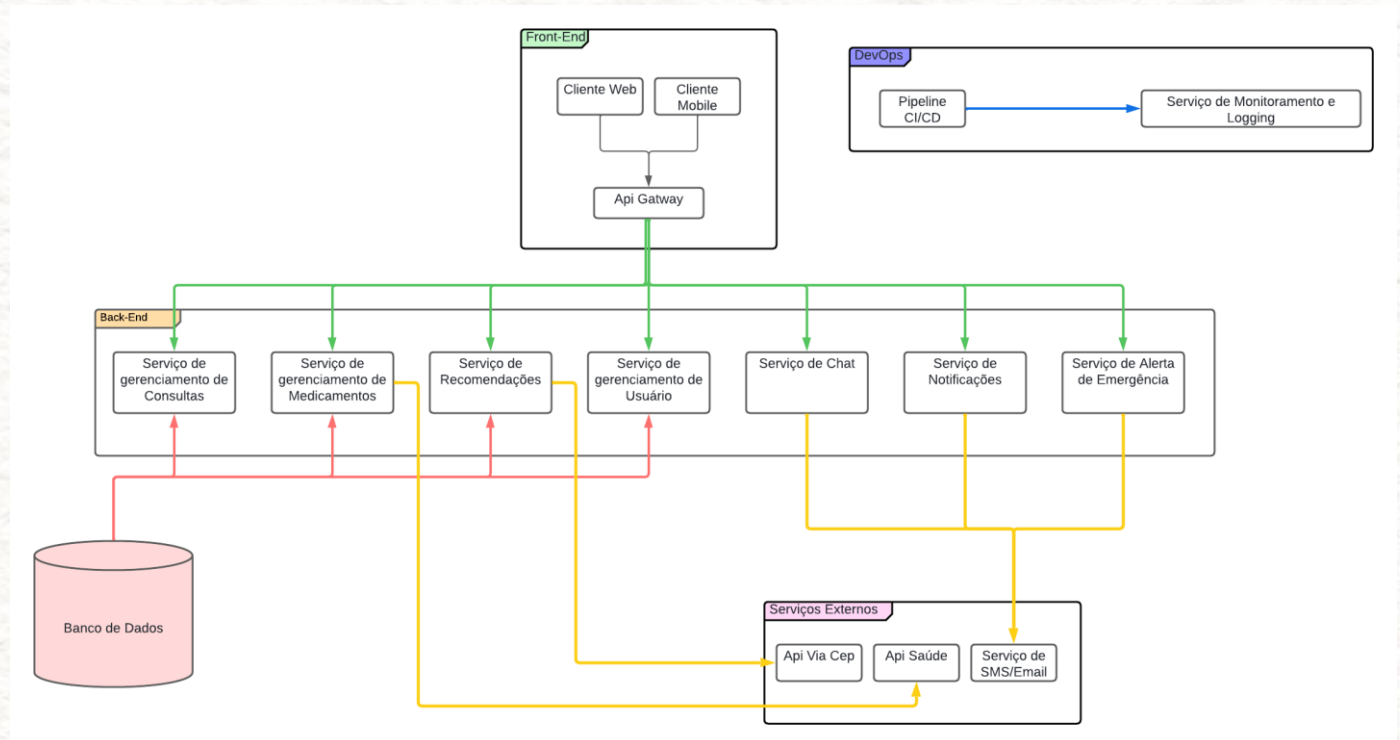 Front-End
Cliente Web
Cliente
Mobile
Api Gatway
DevOps
Pipeline
CI/CD
Serviço de Monitoramento e
Logging
Back-End
Serviço de
gerenciamento de
Consultas
Serviço de
gerenciamento de
Medicamentos
Serviço de
Recomendações
Serviço de
gerenciamento de
Usuário
Serviço de Chat
Serviço de
Notificações
Serviço de Alerta
de Emergência
Banco de Dados
Serviços Externos
Api Via Cep
Api Saúde
Serviço de
SMS/Email